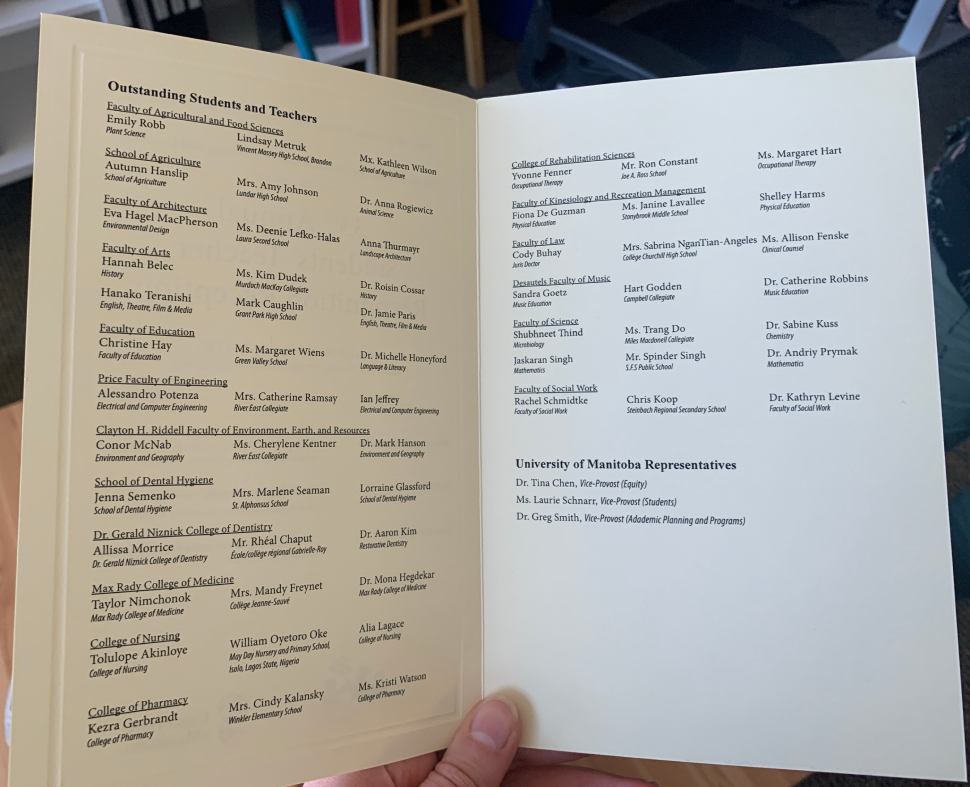 Outstanding Students and Teachers
Faculty of Agricultural and Food Sciences
Emily Robb
Plant Science
Lindsay Metruk
Vincent Massey High School, Brandon
Mx. Kathleen Wilson
School of Agriculture
School of Agriculture
Autumn Hanslip
School of Agriculture
Mrs. Amy Johnson
Lundar High School
Dr. Anna Rogiewicz
Animal Science
Faculty of Architecture
Eva Hagel MacPherson
Environmental Design
Ms. Deenie Lefko-Halas
Laura Secord School
Anna Thurmayr
Landscape Architecture
Faculty of Arts
Hannah Belec
History
Ms. Kim Dudek
Murdoch MacKay Collegiate
Dr. Roisin Cossar
History
Hanako Teranishi
English, Theatre, Film & Media
Mark Caughlin
Grant Park High School
Dr. Jamie Paris
English, Theatre, Film & Media
Faculty of Education
Christine Hay
Faculty of Education
Ms. Margaret Wiens
Green Valley School
Dr. Michelle Honeyford
Language & Literacy
Price Faculty of Engineering
Alessandro Potenza
Electrical and Computer Engineering
Mrs. Catherine Ramsay
River East Collegiate
Ian Jeffrey
Electrical and Computer Engineering
Clayton H. Riddell Faculty of Environment, Earth, and Resources
Conor McNab
Environment and Geography
Ms. Cherylene Kentner
River East Collegiate
Dr. Mark Hanson
Environment and Geography
School of Dental Hygiene
Jenna Semenko
School of Dental Hygiene
Mrs. Marlene Seaman
St. Alphonsus School
Lorraine Glassford
School of Dental Hygiene
Dr. Gerald Niznick College of Dentistry
Allissa Morrice
Dr. Gerald Niznick College of Dentistry
Mr. Rhéal Chaput
École/collège régional Gabrielle-Roy
Dr. Aaron Kim
Restorative Dentistry
Max Rady College of Medicine
Taylor Nimchonok
Max Rady College of Medicine
Mrs. Mandy Freynet
Collège Jeanne-Sauvé
Dr. Mona Hegdekar
Max Rady College of Medicine
College of Nursing
Tolulope Akinloye
College of Nursing
William Oyetoro Oke
May Day Nursery and Primary School,
Isolo, Lagos State, Nigeria
Alia Lagace
College of Nursing
College of Pharmacy
Kezra Gerbrandt
College of Pharmacy
Mrs. Cindy Kalansky
Winkler Elementary School
Ms. Kristi Watson
College of Pharmacy
College of Rehabilitation Sciences
Yvonne Fenner
Occupational Therapy
Mr. Ron Constant
Joe A. Ross School
Ms. Margaret Hart
Occupational Therapy
Faculty of Kinesiology and Recreation Management
Fiona De Guzman
Physical Education
Ms. Janine Lavallee
Stonybrook Middle School
Shelley Harms
Physical Education
Faculty of Law
Cody Buhay
Juris Doctor
Mrs. Sabrina NganTian-Angeles
Collège Churchill High School
Ms. Allison Fenske
Clinical Counsel
Desautels Faculty of Music
Sandra Goetz
Music Education
Hart Godden
Campbell Collegiate
Dr. Catherine Robbins
Music Education
Faculty of Science
Shubhneet Thind
Microbiology
Ms. Trang Do
Miles Macdonell Collegiate
Dr. Sabine Kuss
Chemistry
Jaskaran Singh
Mathematics
Mr. Spinder Singh
S.F.S Public School
Dr. Andriy Prymak
Mathematics
Faculty of Social Work
Rachel Schmidtke
Faculty of Social Work
Chris Koop
Steinbach Regional Secondary School
Dr. Kathryn Levine
Faculty of Social Work
University of Manitoba Representatives
Dr. Tina Chen, Vice-Provost (Equity)
Ms. Laurie Schnarr, Vice-Provost (Students)
Dr. Greg Smith, Vice-Provost (Adademic Planning and Programs)